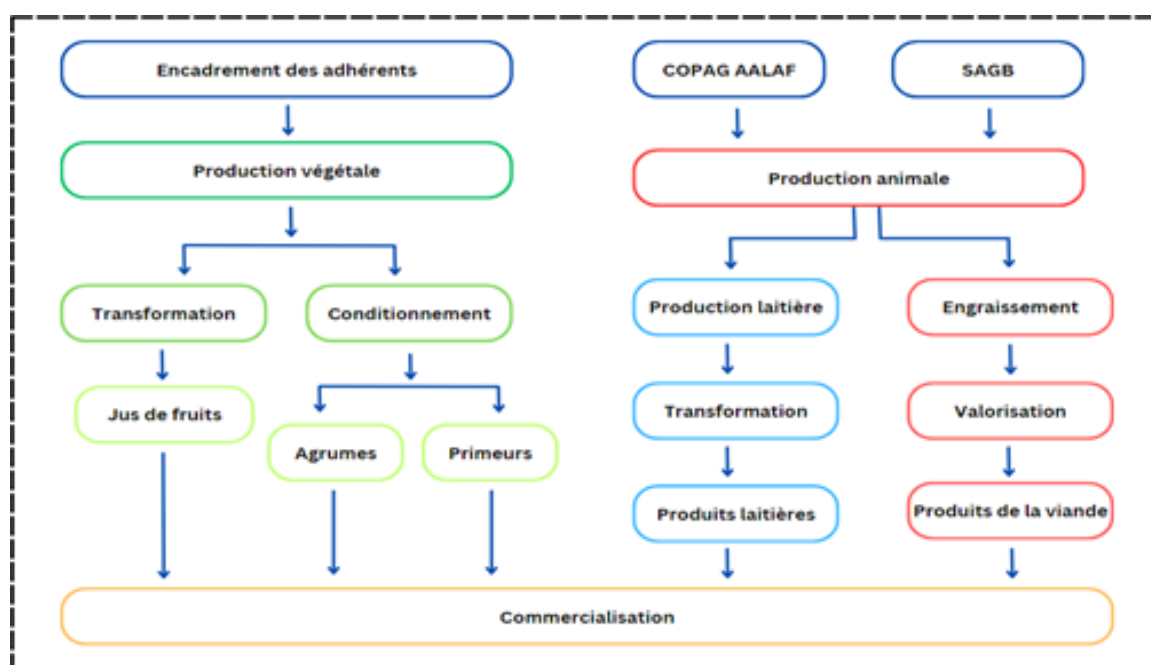 Encadrement des adhérents
COPAG AALAF
SAGB
Production végétale
Production animale
Transformation
Conditionnement
Production laitière
Engraissement
Jus de fruits
Agrumes
Primeurs
Transformation
Valorisation
Produits laitières
Produits de la viande
Commercialisation